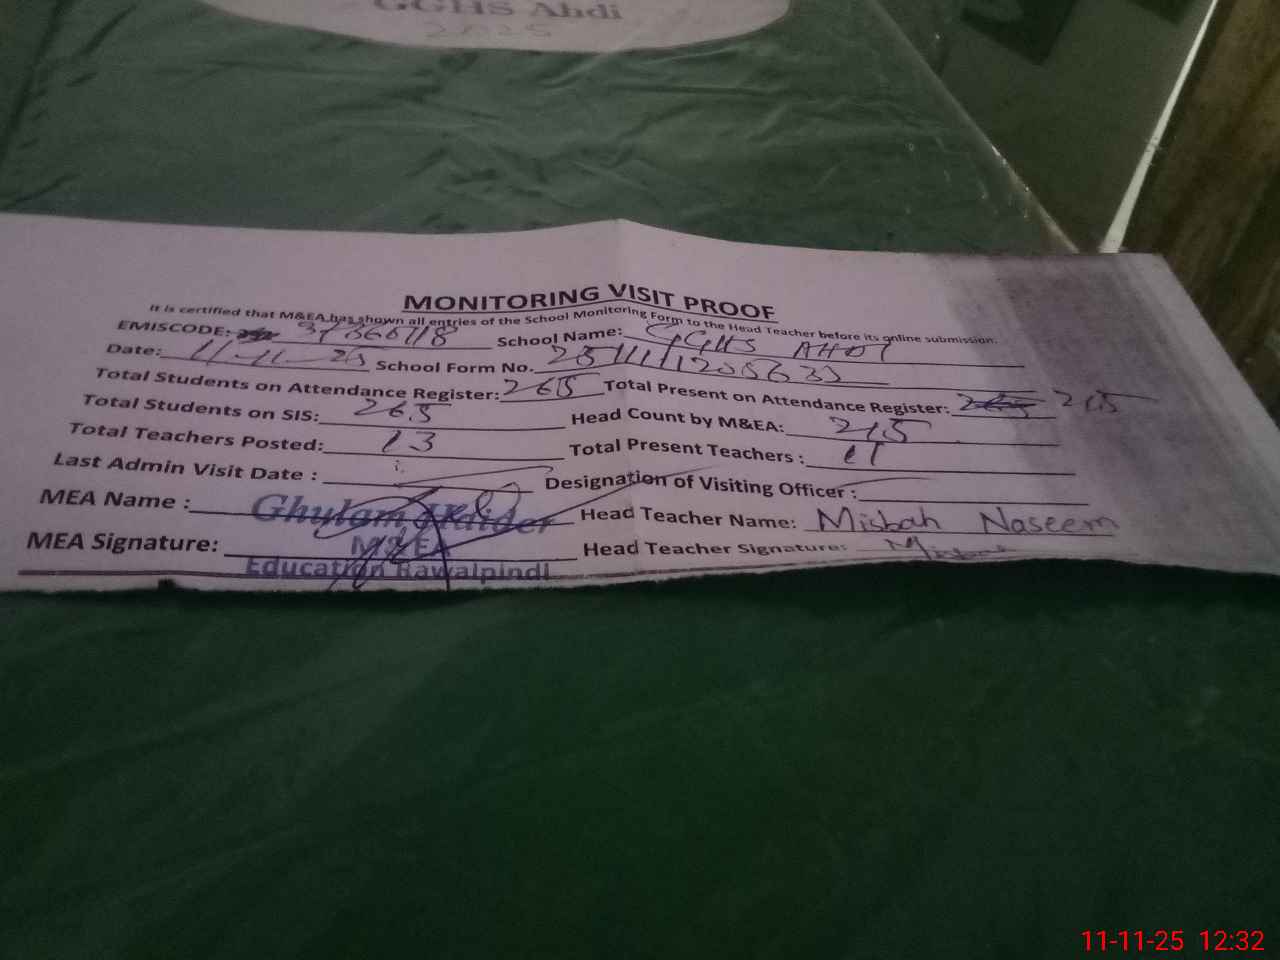 GGHS Ahdi
2025
MONITORING VISIT PROOF
It is certified that M&EA has shown all entries of the School Monitoring Form to the Head Teacher before its online submission.
EMISCODE: School Name: GGHS AHDI
Date: 11-11-25 School Form No.
Total Students on Attendance Register: 265 Total Present on Attendance Register: 215
Total Students on SIS: 265 Head Count by M&EA: 215
Total Teachers Posted: 13 Total Present Teachers: 11
Last Admin Visit Date : Designation of Visiting Officer :
MEA Name : Ghulam Haider Head Teacher Name: Misbah Naseem
M&EA
MEA Signature: Head Teacher Signature: Misbah
Education Rawalpindi
11-11-25 12:32